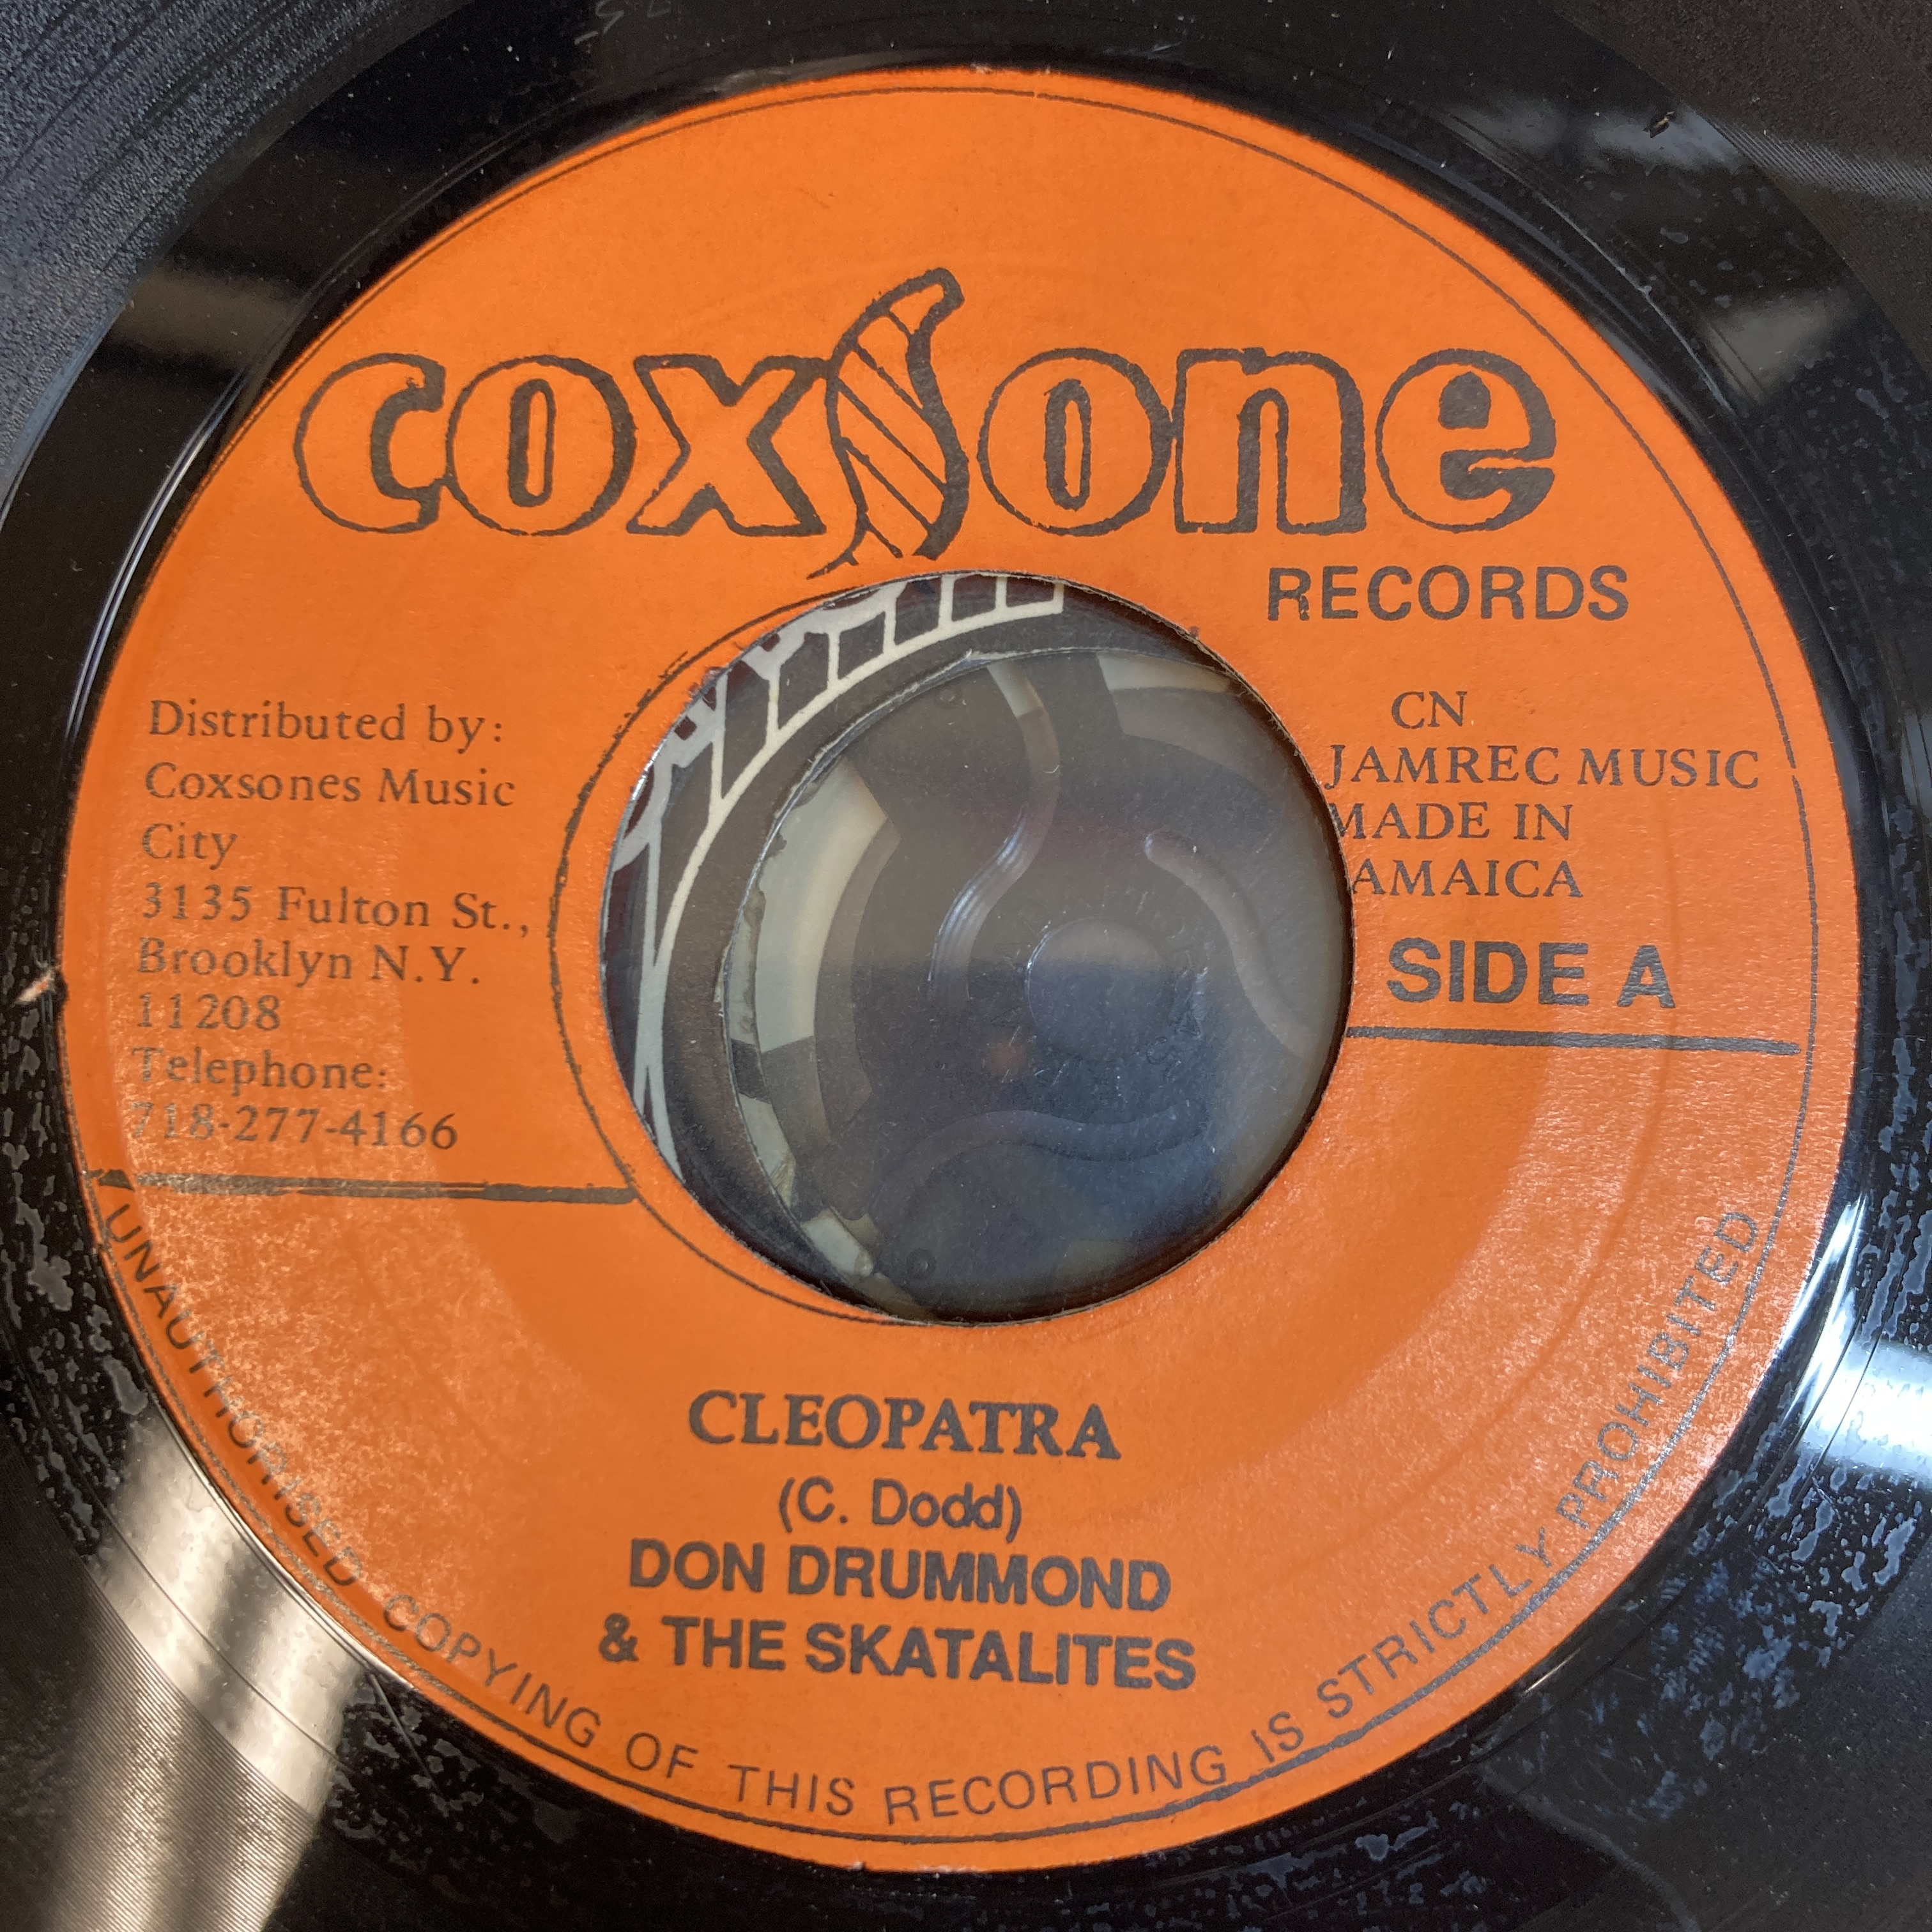 coxsone
RECORDS
Distributed by:
Coxsones Music
City
3135 Fulton St.,
Brooklyn N.Y.
11208
Telephone:
718-277-4166
CN
JAMREC MUSIC
MADE IN
AMAICA
SIDE A
CLEOPATRA
(C. Dodd)
DON DRUMMOND
& THE SKATALITES
UNAUTHORISED COPYING OF THIS RECORDING IS STRICTLY PROHIBITED